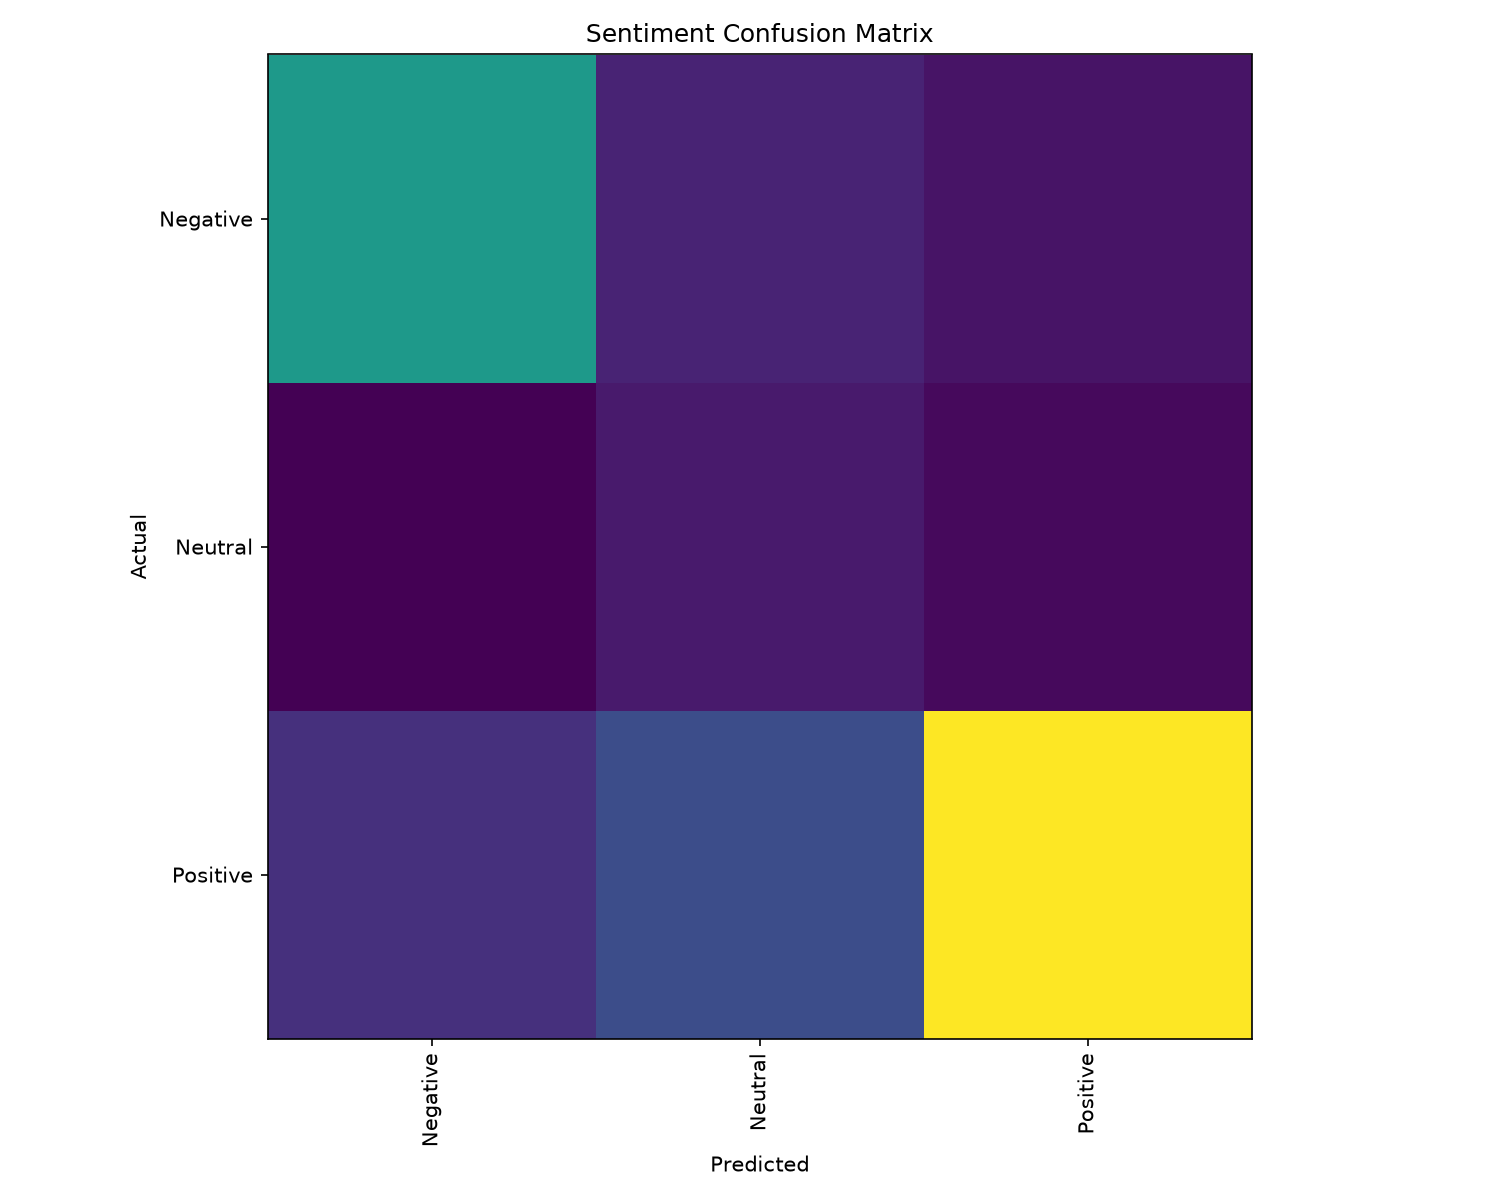 Sentiment Confusion Matrix
Actual
Negative
Neutral
Positive
Negative
Neutral
Positive
Predicted